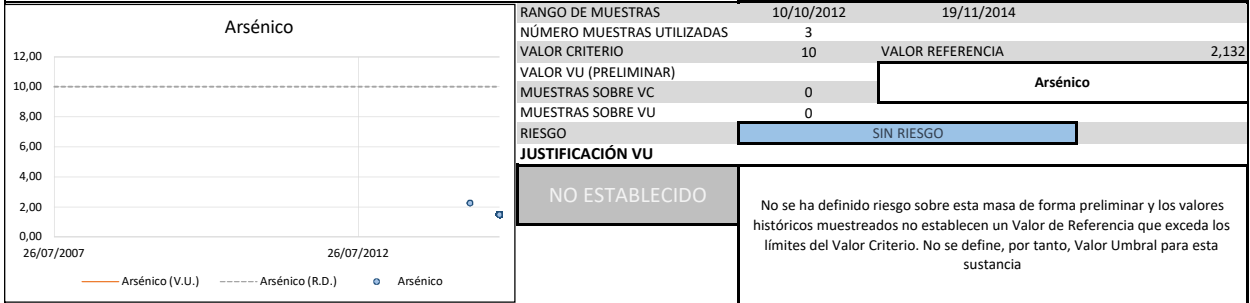 Arsénico
12,00
10,00
8,00
6,00
4,00
2,00
0,00
26/07/2007 26/07/2012
Arsénico (V.U.) Arsénico (R.D.) Arsénico
RANGO DE MUESTRAS 10/10/2012 19/11/2014
NÚMERO MUESTRAS UTILIZADAS 3
VALOR CRITERIO 10 VALOR REFERENCIA 2,132
VALOR VU (PRELIMINAR)
Arsénico
MUESTRAS SOBRE VC 0
MUESTRAS SOBRE VU 0
RIESGO SIN RIESGO
JUSTIFICACIÓN VU
NO ESTABLECIDO
No se ha definido riesgo sobre esta masa de forma preliminar y los valores
históricos muestreados no establecen un Valor de Referencia que exceda los
límites del Valor Criterio. No se define, por tanto, Valor Umbral para esta
sustancia